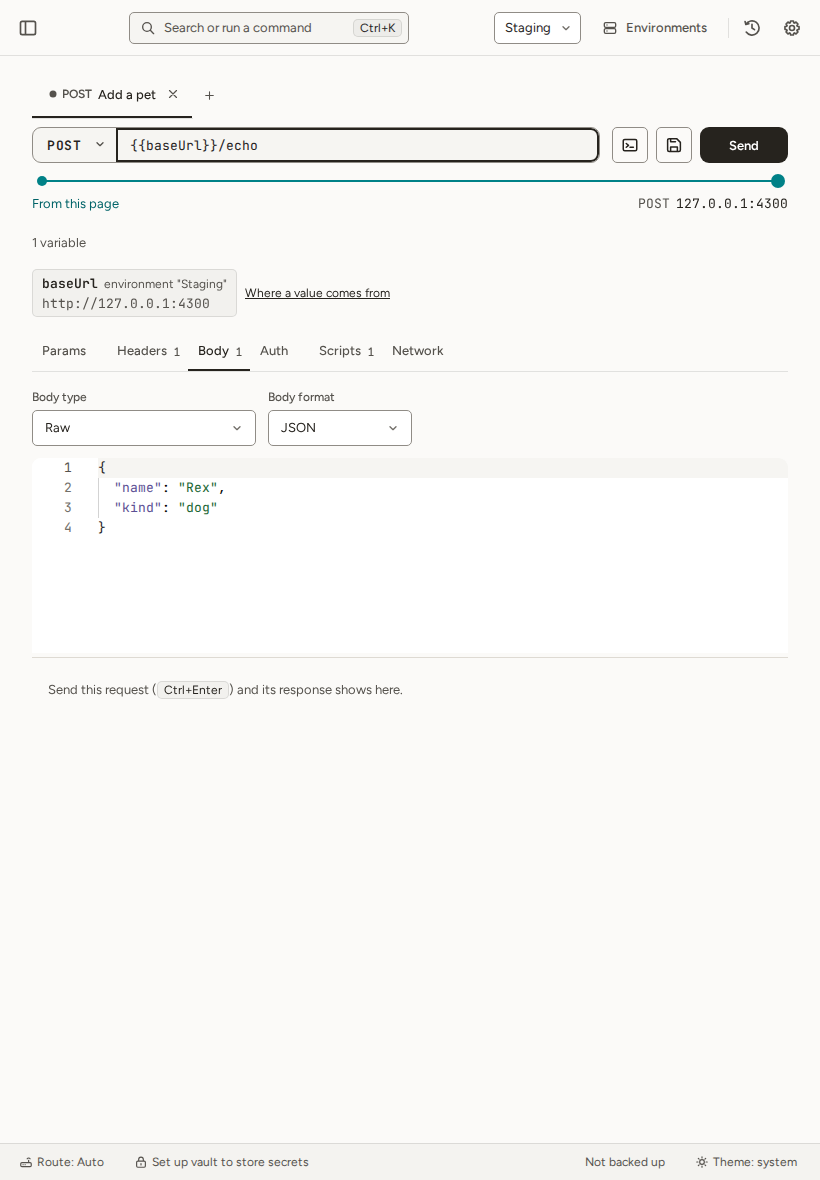 Search or run a command Ctrl+K Staging Environments
POST Add a pet
POST {{baseUrl}}/echo Send
From this page POST 127.0.0.1:4300
1 variable
baseUrl environment "Staging"
http://127.0.0.1:4300
Where a value comes from
Params Headers 1 Body 1 Auth Scripts 1 Network
Body type Body format
Raw JSON
1 {
2 "name": "Rex",
3 "kind": "dog"
4 }
Send this request (Ctrl+Enter) and its response shows here.
Route: Auto Set up vault to store secrets Not backed up Theme: system